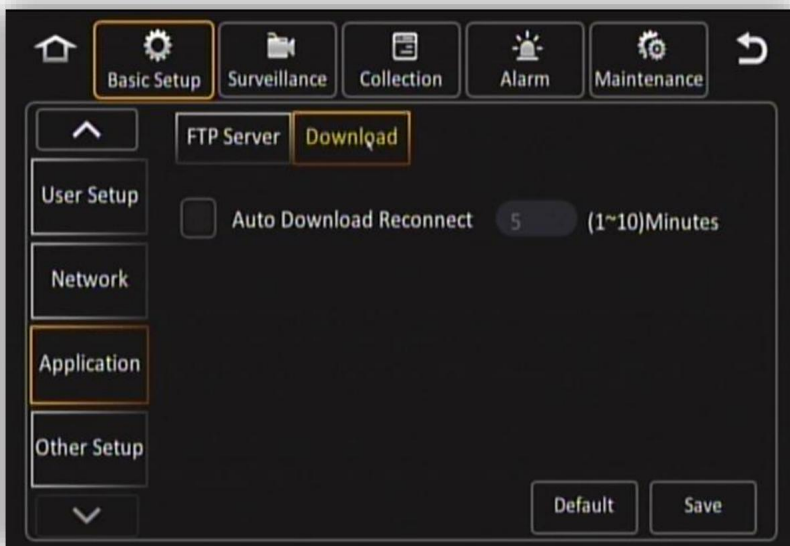 Basic Setup
Surveillance
Collection
Alarm
Maintenance
FTP Server
Download
User Setup
Auto Download Reconnect 5 (1~10)Minutes
Network
Application
Other Setup
Default
Save